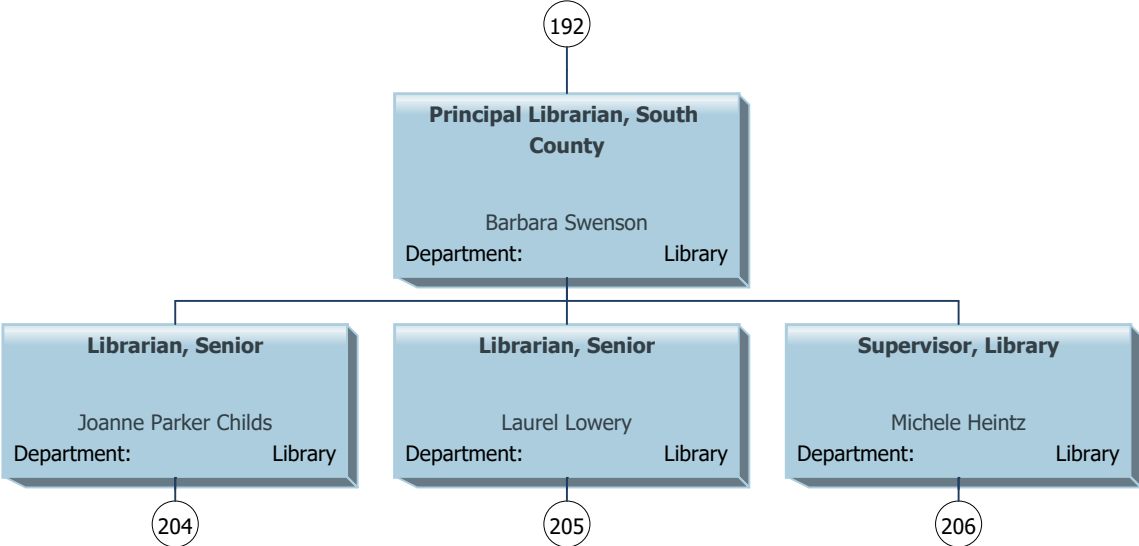 192
Principal Librarian, South
County
Barbara Swenson
Department: Library
Librarian, Senior
Joanne Parker Childs
Department: Library
204
Librarian, Senior
Laurel Lowery
Department: Library
205
Supervisor, Library
Michele Heintz
Department: Library
206